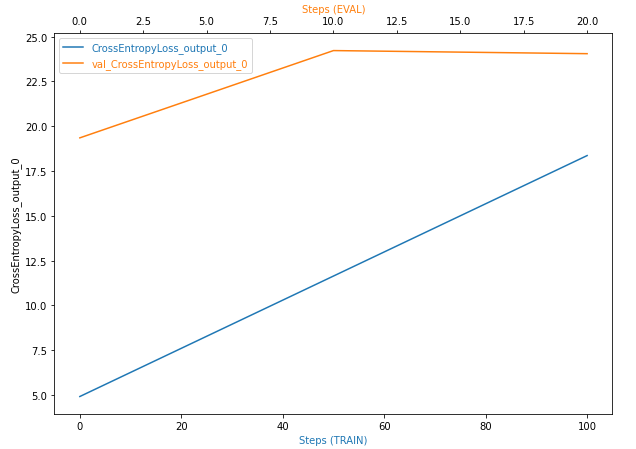 Steps (EVAL)
0.0 2.5 5.0 7.5 10.0 12.5 15.0 17.5 20.0
CrossEntropyLoss_output_0
val_CrossEntropyLoss_output_0
25.0
22.5
20.0
17.5
15.0
12.5
10.0
7.5
5.0
CrossEntropyLoss_output_0
0 20 40 60 80 100
Steps (TRAIN)